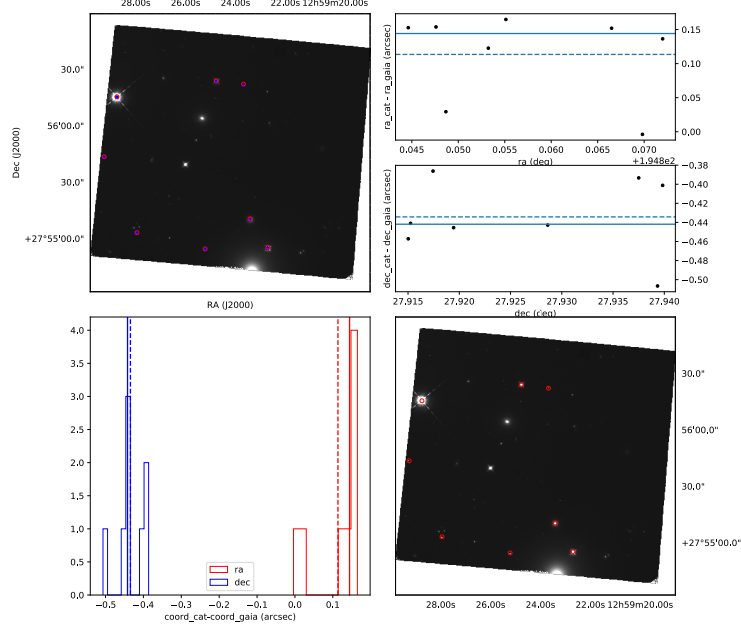 28.00s 26.00s 24.00s 22.00s 12h59m20.00s
30.0"
56'00.0"
30.0"
+27°55'00.0"
Dec (J2000)
RA (J2000)
0.15
0.10
0.05
0.00
ra_cat - ra_gaia (arcsec)
0.045 0.050 0.055 0.060 0.065 0.070
ra (deg)
+1.948e2
−0.38
−0.40
−0.42
−0.44
−0.46
−0.48
−0.50
dec_cat - dec_gaia (arcsec)
27.915 27.920 27.925 27.930 27.935 27.940
dec (deg)
4.0
3.5
3.0
2.5
2.0
1.5
1.0
0.5
0.0
ra
dec
−0.5 −0.4 −0.3 −0.2 −0.1 0.0 0.1
coord_cat-coord_gaia (arcsec)
30.0"
56'00.0"
30.0"
+27°55'00.0"
28.00s 26.00s 24.00s 22.00s 12h59m20.00s